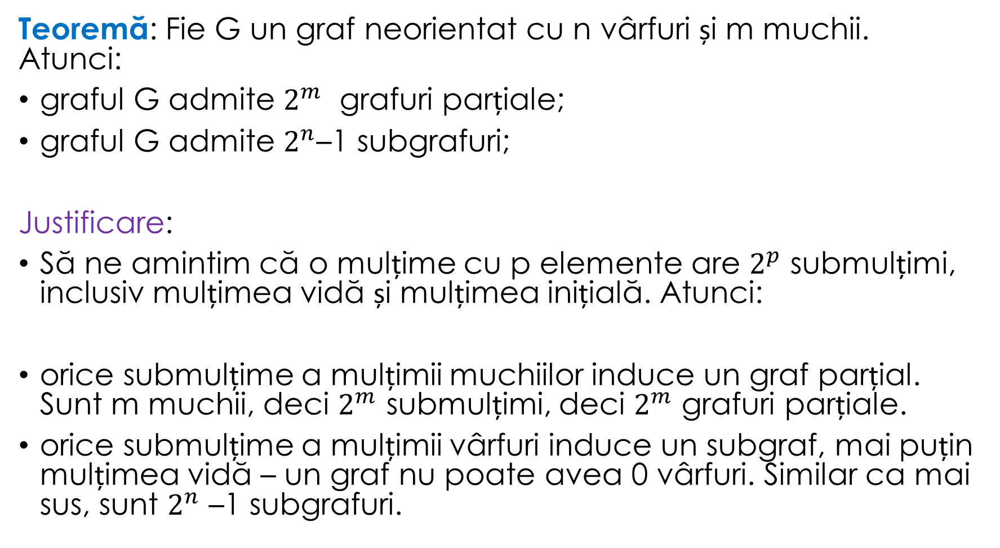 Teoremă: Fie G un graf neorientat cu n vârfuri și m muchii.
Atunci:
• graful G admite 2^m grafuri parțiale;
• graful G admite 2^n–1 subgrafuri;
Justificare:
• Să ne amintim că o mulțime cu p elemente are 2^p submulțimi,
inclusiv mulțimea vidă și mulțimea inițială. Atunci:
• orice submulțime a mulțimii muchiilor induce un graf parțial.
Sunt m muchii, deci 2^m submulțimi, deci 2^m grafuri parțiale.
• orice submulțime a mulțimii vârfuri induce un subgraf, mai puțin
mulțimea vidă – un graf nu poate avea 0 vârfuri. Similar ca mai
sus, sunt 2^n –1 subgrafuri.